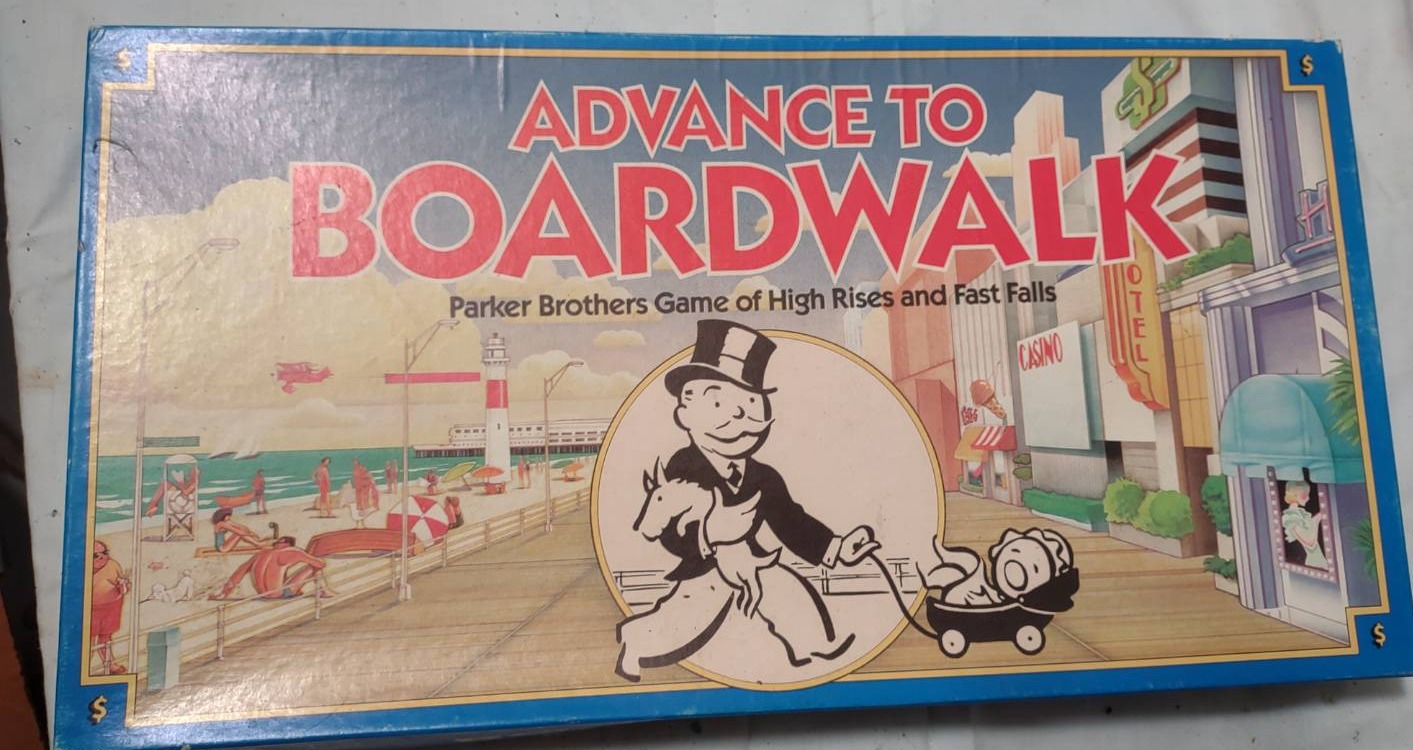 $
$
ADVANCE TO
BOARDWALK
Parker Brothers Game of High Rises and Fast Falls
CASINO
OTEL
H
$
$